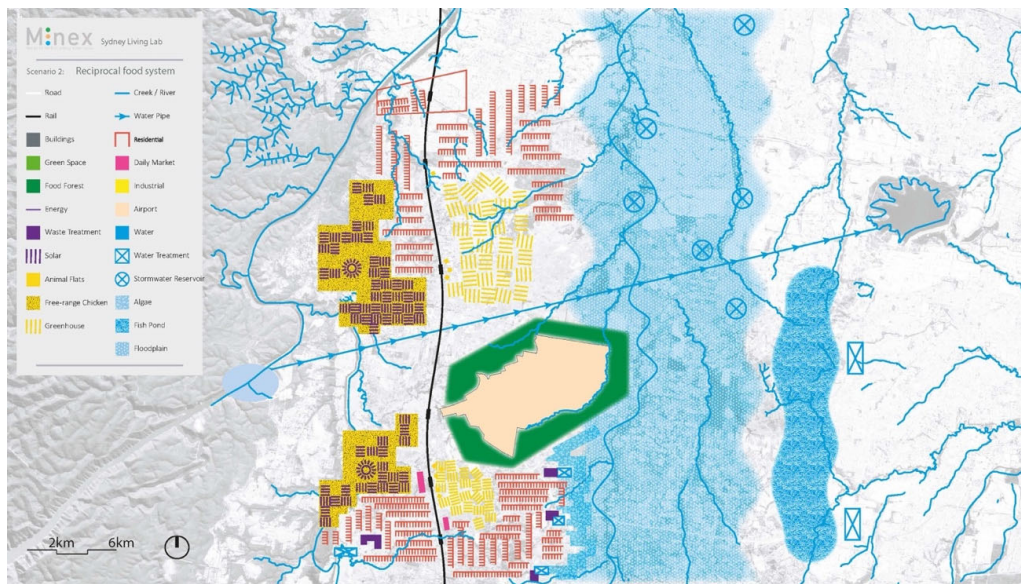 Minex Sydney Living Lab
Scenario 2: Reciprocal food system
Road
Rail
Buildings
Green Space
Food Forest
Energy
Waste Treatment
Solar
Animal Flats
Free-range Chicken
Greenhouse
Creek / River
Water Pipe
Residential
Daily Market
Industrial
Airport
Water
Water Treatment
Stormwater Reservoir
Algae
Fish Pond
Floodplain
2km 6km